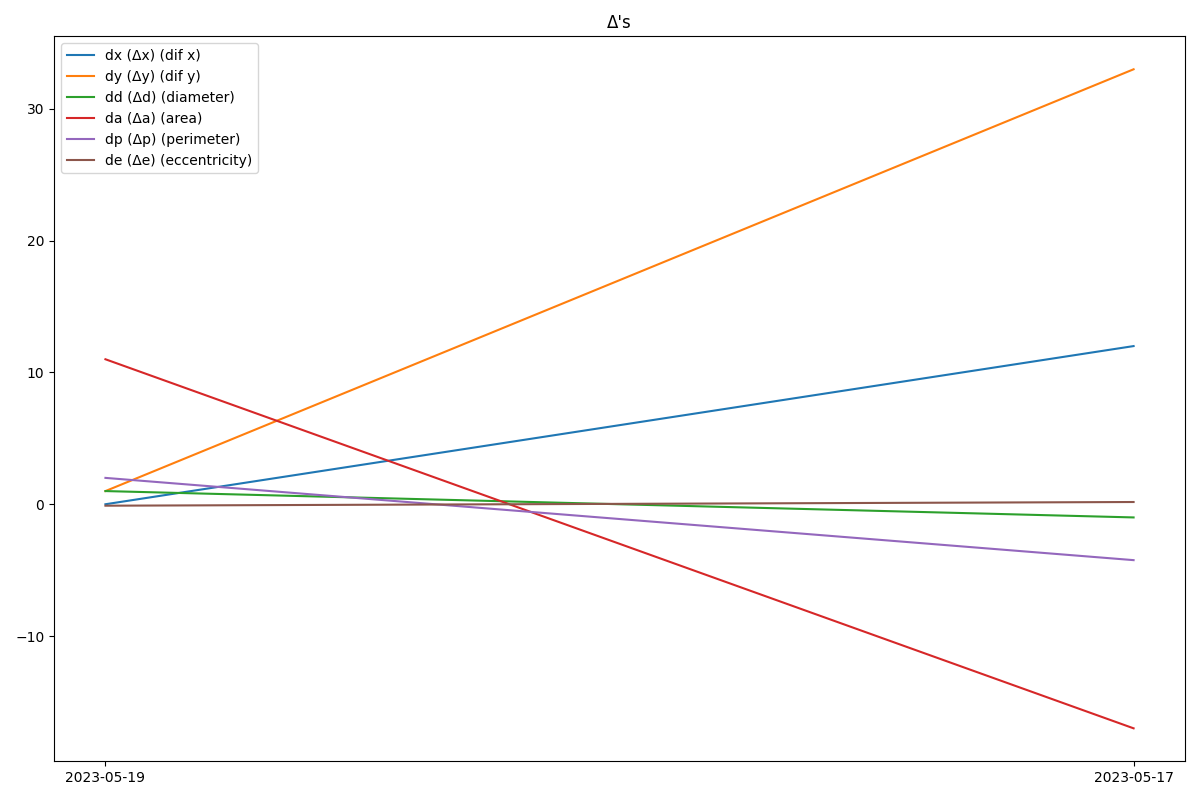 Δ's
dx (Δx) (dif x)
dy (Δy) (dif y)
dd (Δd) (diameter)
da (Δa) (area)
dp (Δp) (perimeter)
de (Δe) (eccentricity)
30
20
10
0
−10
2023-05-19
2023-05-17